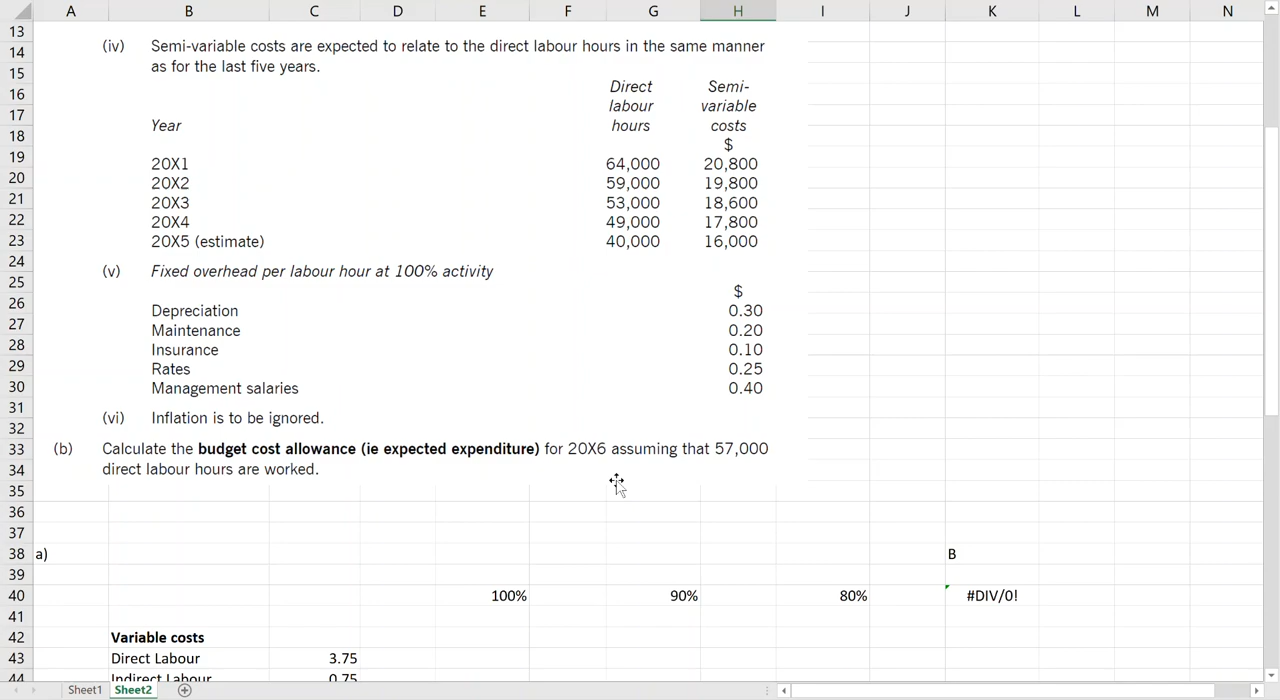 A B C D E F G H I J K L M N
13
14 (iv) Semi-variable costs are expected to relate to the direct labour hours in the same manner
15 as for the last five years.
16 Direct Semi-
17 labour variable
18 Year hours costs
19 $
20X1 64,000 20,800
20 20X2 59,000 19,800
21 20X3 53,000 18,600
22 20X4 49,000 17,800
23 20X5 (estimate) 40,000 16,000
24 (v) Fixed overhead per labour hour at 100% activity
25 $
26 Depreciation 0.30
27 Maintenance 0.20
28 Insurance 0.10
29 Rates 0.25
30 Management salaries 0.40
31
32 (vi) Inflation is to be ignored.
33 (b) Calculate the budget cost allowance (ie expected expenditure) for 20X6 assuming that 57,000
34 direct labour hours are worked.
35
36
37
38 a) B
39
40 100% 90% 80% #DIV/0!
41
42 Variable costs
43 Direct Labour 3.75
44 Indirect Labour 0.75
Sheet1 Sheet2